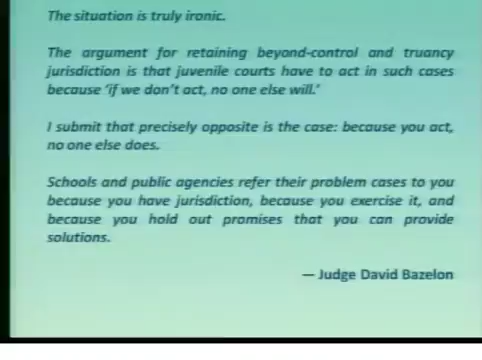 The situation is truly ironic.
The argument for retaining beyond-control and truancy
jurisdiction is that juvenile courts have to act in such cases
because 'if we don't act, no one else will.'
I submit that precisely opposite is the case: because you act,
no one else does.
Schools and public agencies refer their problem cases to you
because you have jurisdiction, because you exercise it, and
because you hold out promises that you can provide
solutions.
— Judge David Bazelon